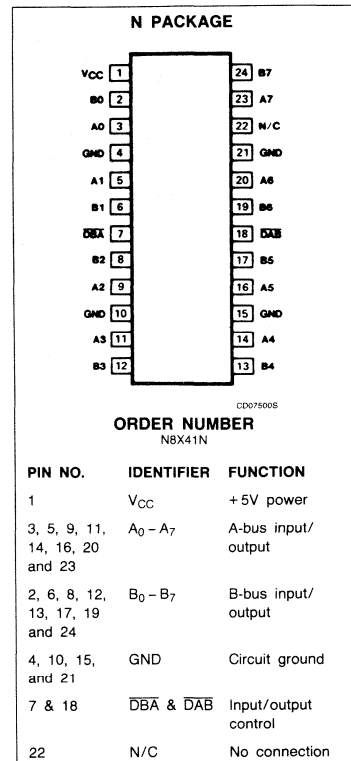 N PACKAGE
VCC 1 24 B7
B0 2 23 A7
A0 3 22 N/C
GND 4 21 GND
A1 5 20 A6
B1 6 19 B6
DBA 7 18 DAB
B2 8 17 B5
A2 9 16 A5
GND 10 15 GND
A3 11 14 A4
B3 12 13 B4
CD07500S
ORDER NUMBER
N8X41N
PIN NO. IDENTIFIER FUNCTION
1 VCC +5V power
3, 5, 9, 11, A0 – A7 A-bus input/
14, 16, 20 output
and 23
2, 6, 8, 12, B0 – B7 B-bus input/
13, 17, 19 output
and 24
4, 10, 15, GND Circuit ground
and 21
7 & 18 DBA & DAB Input/output
control
22 N/C No connection